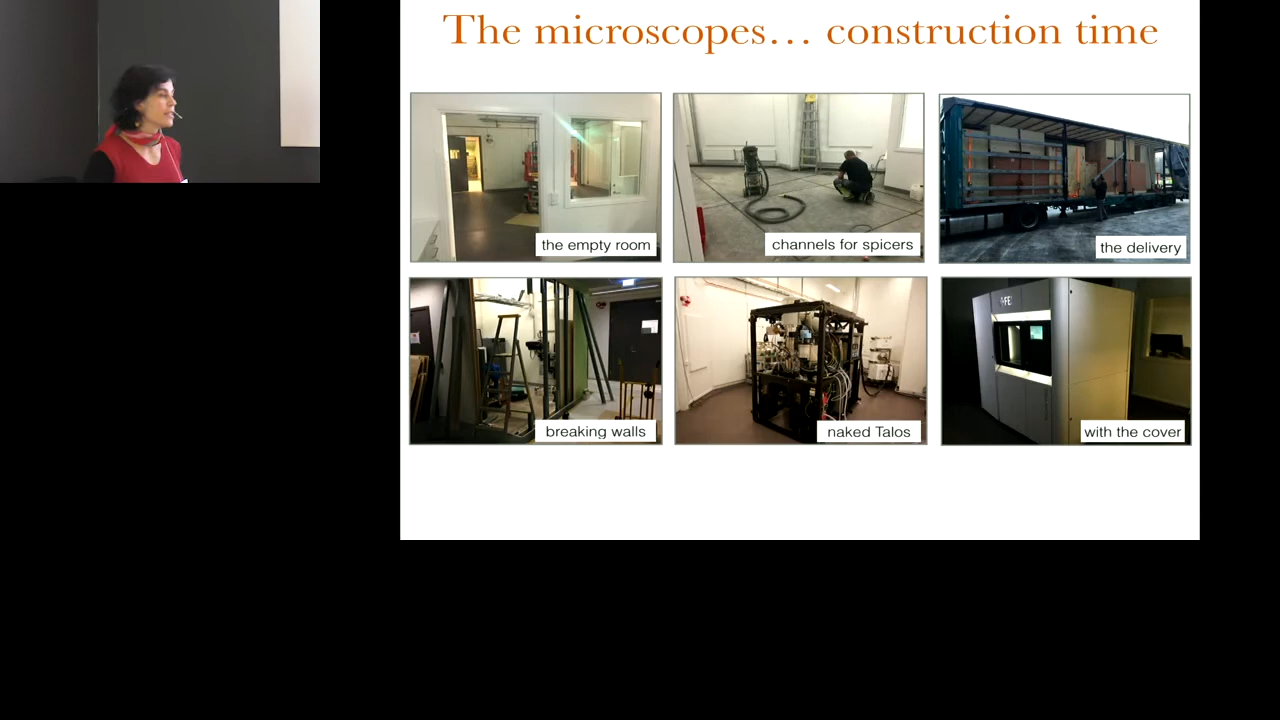 The microscopes... construction time
the empty room
channels for spicers
the delivery
breaking walls
naked Talos
with the cover